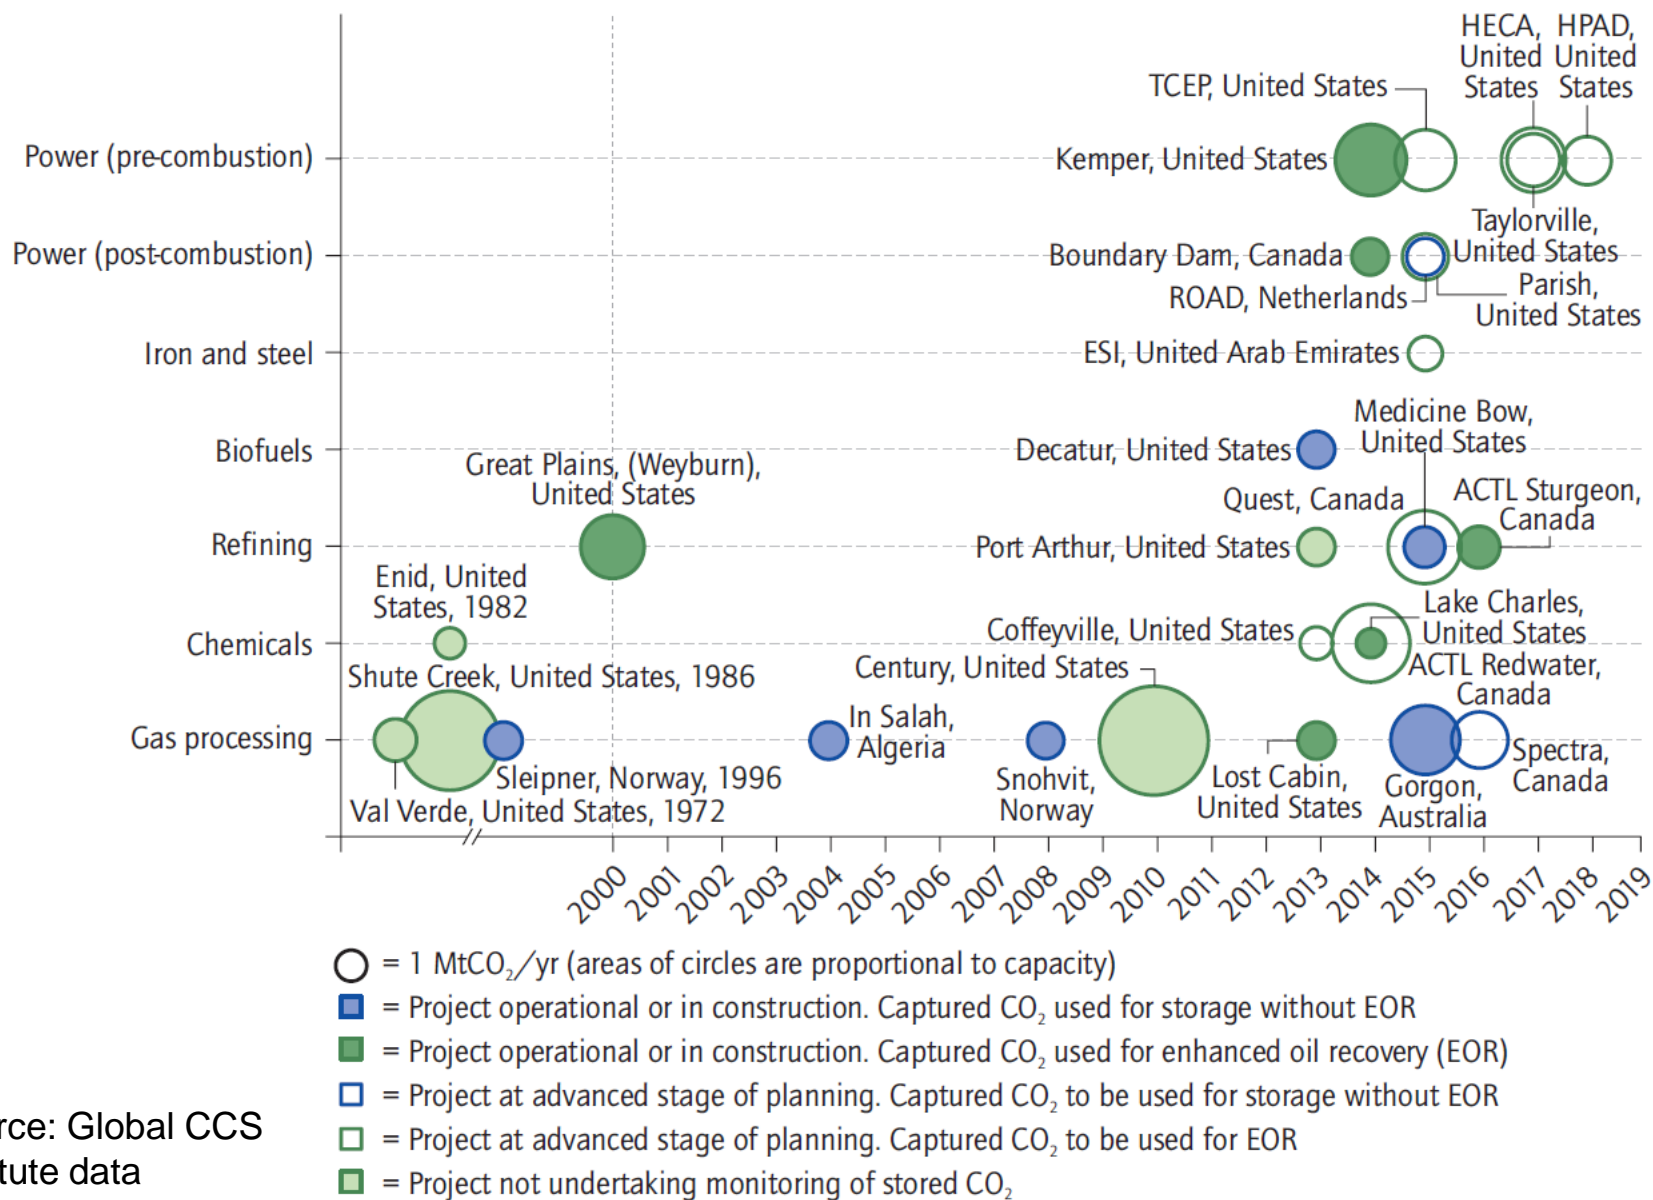 HECA, United States
HPAD, United States
TCEP, United States
Power (pre-combustion)
Kemper, United States
Taylorville, United States
Power (post-combustion)
Boundary Dam, Canada
ROAD, Netherlands
Parish, United States
Iron and steel
ESI, United Arab Emirates
Medicine Bow, United States
Biofuels
Decatur, United States
Great Plains, (Weyburn), United States
Quest, Canada
ACTL Sturgeon, Canada
Refining
Port Arthur, United States
Enid, United States, 1982
Lake Charles, United States
Chemicals
Coffeyville, United States
Century, United States
ACTL Redwater, Canada
Shute Creek, United States, 1986
Gas processing
In Salah, Algeria
Sleipner, Norway, 1996
Val Verde, United States, 1972
Snohvit, Norway
Lost Cabin, United States
Gorgon, Australia
Spectra, Canada
2000 2001 2002 2003 2004 2005 2006 2007 2008 2009 2010 2011 2012 2013 2014 2015 2016 2017 2018 2019
= 1 MtCO₂/yr (areas of circles are proportional to capacity)
= Project operational or in construction. Captured CO₂ used for storage without EOR
= Project operational or in construction. Captured CO₂ used for enhanced oil recovery (EOR)
= Project at advanced stage of planning. Captured CO₂ to be used for storage without EOR
= Project at advanced stage of planning. Captured CO₂ to be used for EOR
= Project not undertaking monitoring of stored CO₂
rce: Global CCS
tute data